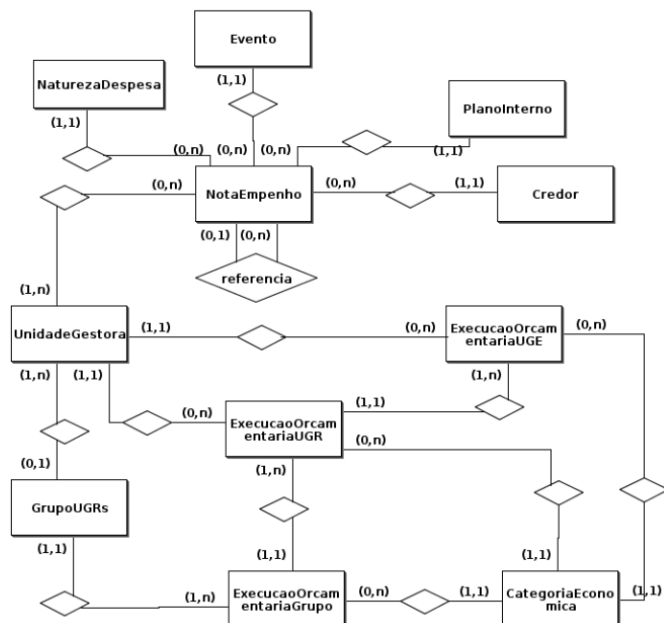 Evento
(1,1)
NaturezaDespesa
(1,1)
PlanoInterno
(1,1)
(0,n)
(0,n)
(0,n)
(0,n)
NotaEmpenho
(0,n)
(1,1)
Credor
(0,1)
(0,n)
referencia
(1,n)
UnidadeGestora
(1,1)
(0,n)
ExecucaoOrcam
entariaUGE
(0,n)
(1,n)
(1,1)
(1,n)
(0,n)
ExecucaoOrcam
entariaUGR
(1,1)
(0,n)
(1,n)
(0,1)
GrupoUGRs
(1,1)
(1,1)
(1,1)
(1,n)
ExecucaoOrcam
entariaGrupo
(0,n)
(1,1)
CategoriaEcono
mica
(1,1)